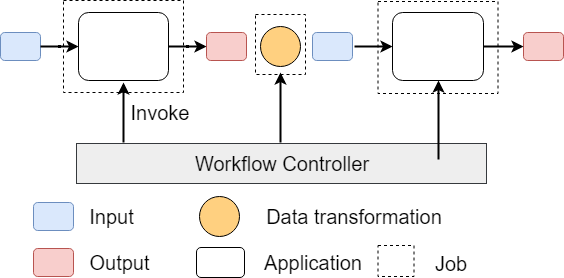 Invoke
Workflow Controller
Input
Data transformation
Output
Application
Job